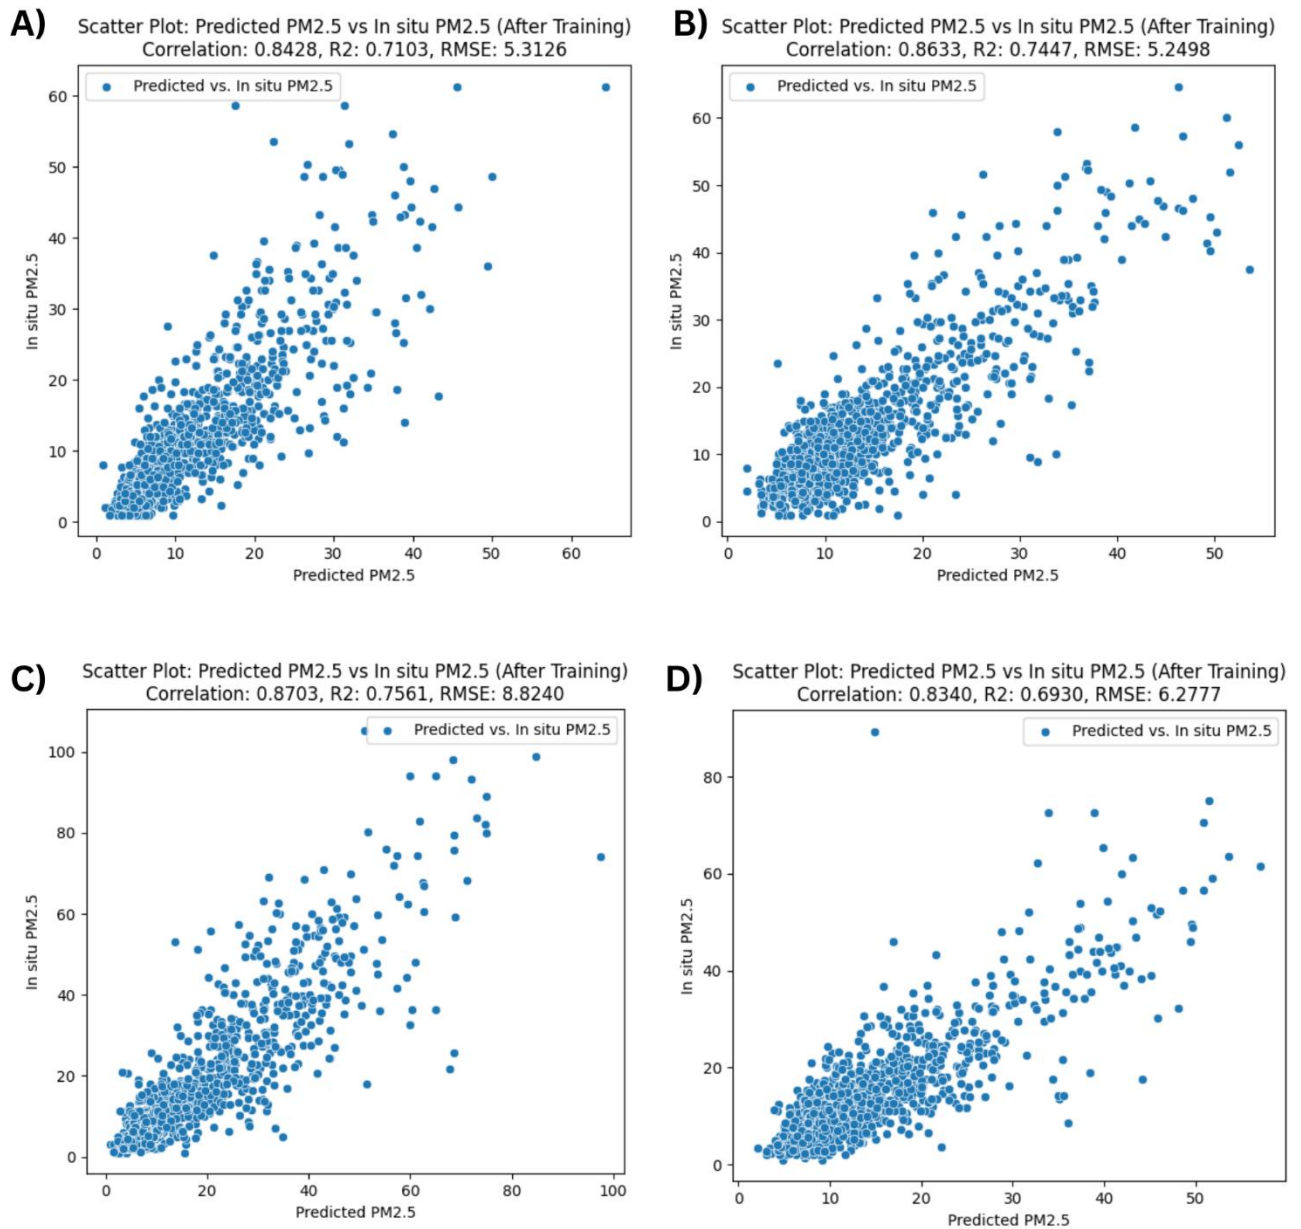 A)
Scatter Plot: Predicted PM2.5 vs In situ PM2.5 (After Training)
Correlation: 0.8428, R2: 0.7103, RMSE: 5.3126
Predicted vs. In situ PM2.5
60
50
40
30
20
10
0
In situ PM2.5
0 10 20 30 40 50 60
Predicted PM2.5
B)
Scatter Plot: Predicted PM2.5 vs In situ PM2.5 (After Training)
Correlation: 0.8633, R2: 0.7447, RMSE: 5.2498
Predicted vs. In situ PM2.5
60
50
40
30
20
10
0
In situ PM2.5
0 10 20 30 40 50
Predicted PM2.5
C)
Scatter Plot: Predicted PM2.5 vs In situ PM2.5 (After Training)
Correlation: 0.8703, R2: 0.7561, RMSE: 8.8240
Predicted vs. In situ PM2.5
100
80
60
40
20
0
In situ PM2.5
0 20 40 60 80 100
Predicted PM2.5
D)
Scatter Plot: Predicted PM2.5 vs In situ PM2.5 (After Training)
Correlation: 0.8340, R2: 0.6930, RMSE: 6.2777
Predicted vs. In situ PM2.5
80
60
40
20
0
In situ PM2.5
0 10 20 30 40 50
Predicted PM2.5